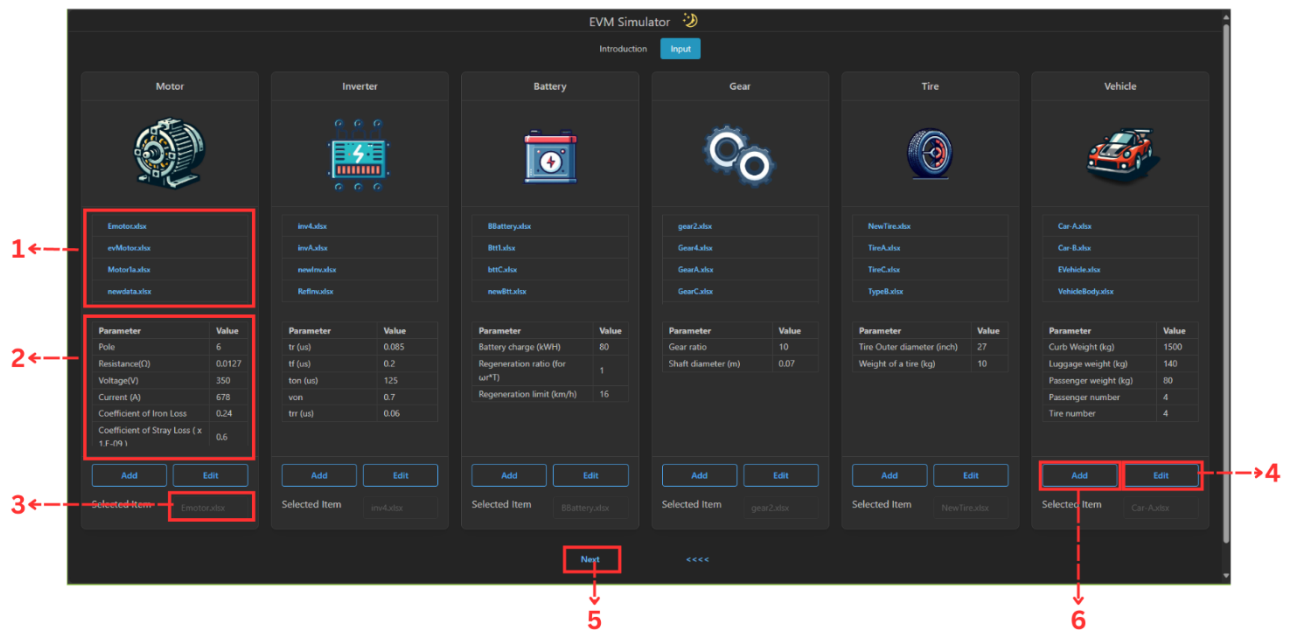 EVM Simulator
Introduction Input
Motor Inverter Battery Gear Tire Vehicle
Emotor.xlsx inv4.xlsx BBattery.xlsx gear2.xlsx NewTire.xlsx Car-A.xlsx
1 evMotor.xlsx invA.xlsx Btt1.xlsx Gear4.xlsx TireA.xlsx Car-B.xlsx
Motor1a.xlsx newInv.xlsx bttC.xlsx GearA.xlsx TireC.xlsx EVehicle.xlsx
newdata.xlsx RefInv.xlsx newBtt.xlsx GearC.xlsx TypeB.xlsx VehicleBody.xlsx
2
Parameter Value
Pole 6
Resistance(Ω) 0.0127
Voltage(V) 350
Current (A) 678
Coefficient of Iron Loss 0.24
Coefficient of Stray Loss ( x
1.E-09 ) 0.6
Parameter Value
tr (us) 0.085
tf (us) 0.2
ton (us) 125
von 0.7
trr (us) 0.06
Parameter Value
Battery charge (kWH) 80
Regeneration ratio (for
ωr*T) 1
Regeneration limit (km/h) 16
Parameter Value
Gear ratio 10
Shaft diameter (m) 0.07
Parameter Value
Tire Outer diameter (inch) 27
Weight of a tire (kg) 10
Parameter Value
Curb Weight (kg) 1500
Luggage weight (kg) 140
Passenger weight (kg) 80
Passenger number 4
Tire number 4
Add Edit Add Edit Add Edit Add Edit Add Edit Add Edit 4
3 Selected Item Emotor.xlsx Selected Item inv4.xlsx Selected Item BBattery.xlsx Selected Item gear2.xlsx Selected Item NewTire.xlsx Selected Item Car-A.xlsx
Next <<<<
5 6